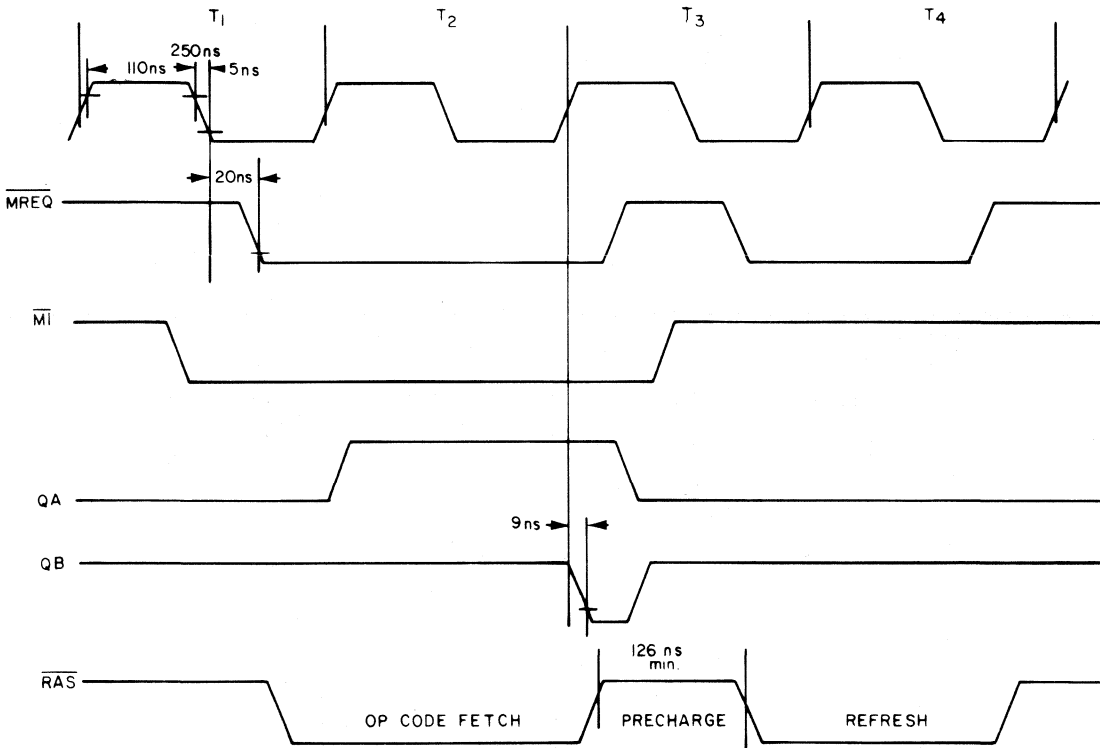 T1 T2 T3 T4
250ns
110ns 5ns
20ns
MREQ
MI
QA
9ns
QB
126 ns
min.
RAS
OP CODE FETCH PRECHARGE REFRESH